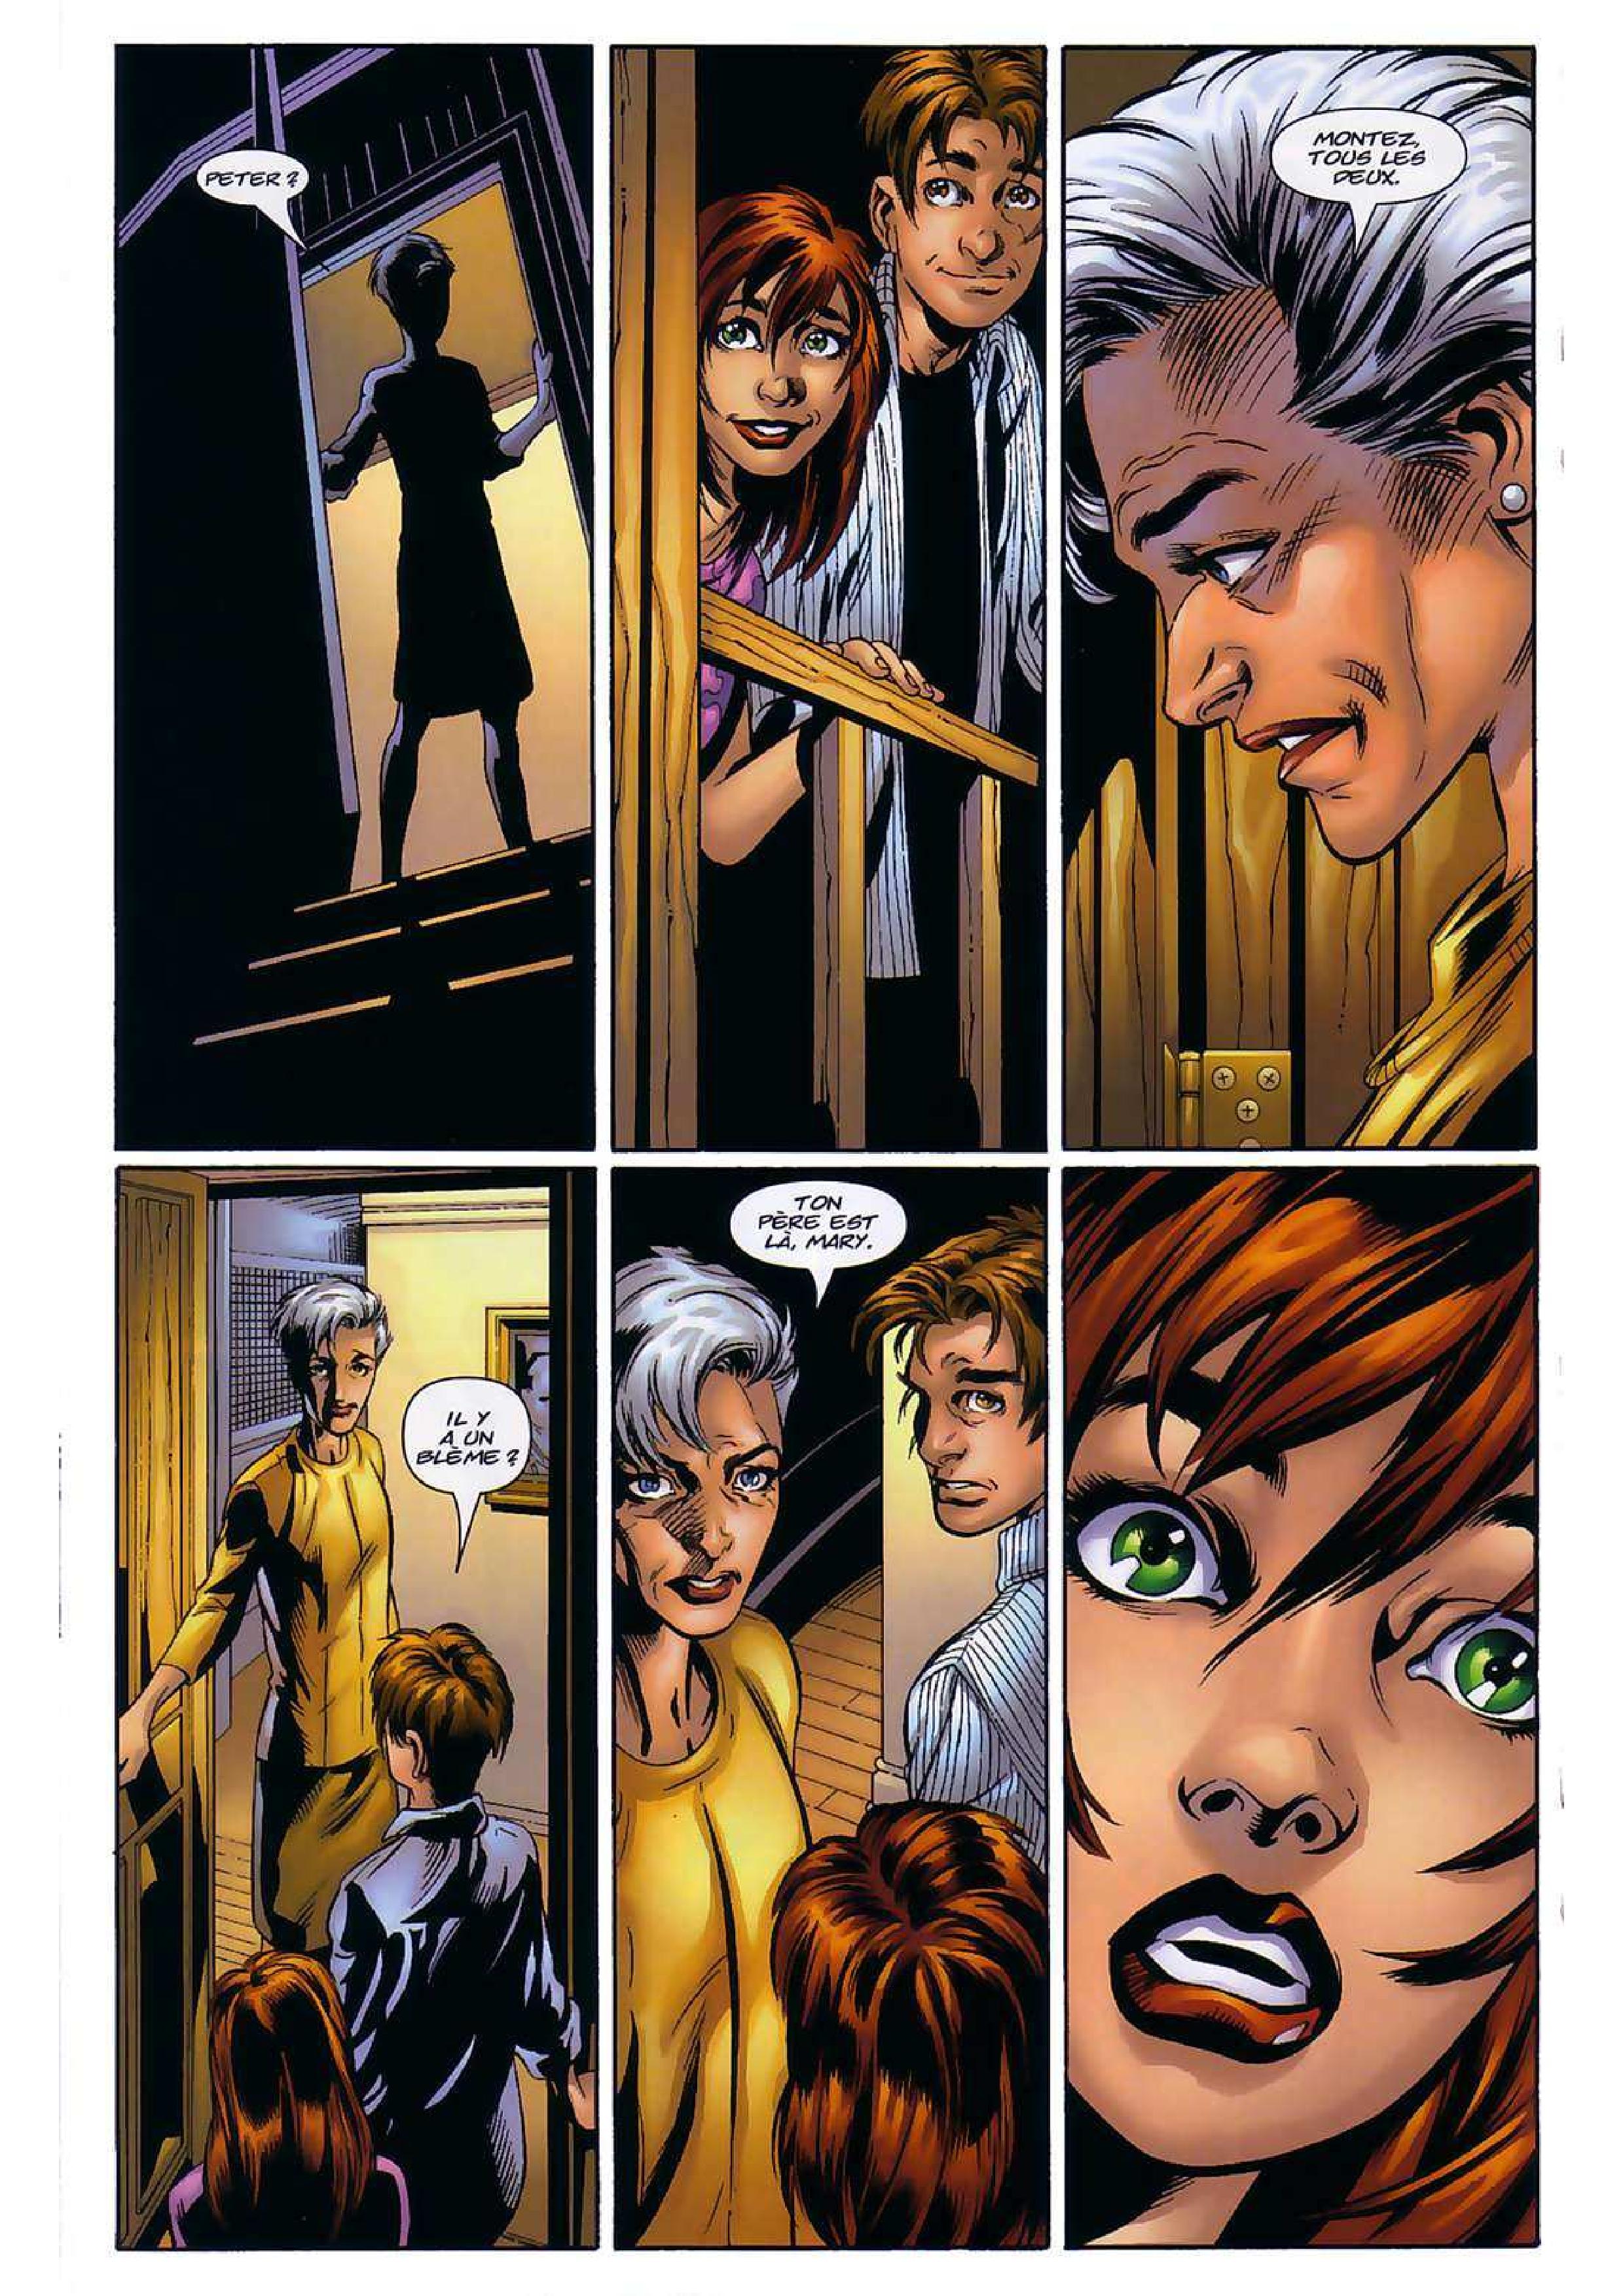 PETER ?
MONTEZ,
TOUS LES
DEUX.
IL Y
A UN
BLÈME ?
TON
PÈRE EST
LÀ, MARY.